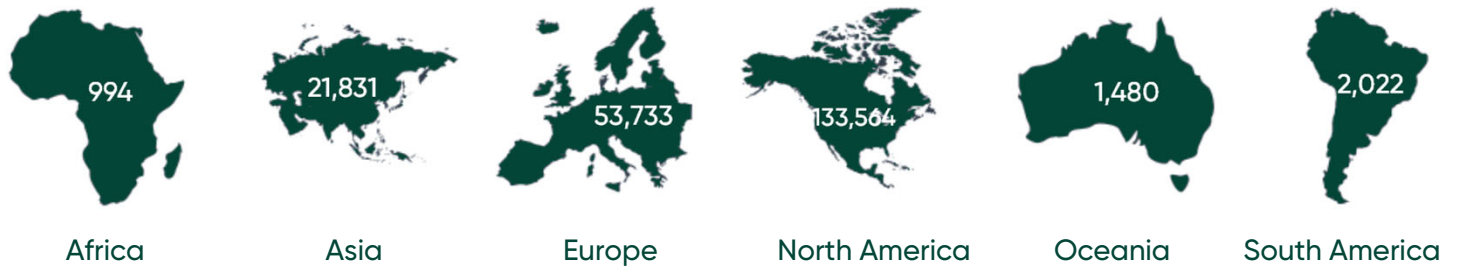 994
21,831
53,733
133,564
1,480
2,022
Africa
Asia
Europe
North America
Oceania
South America